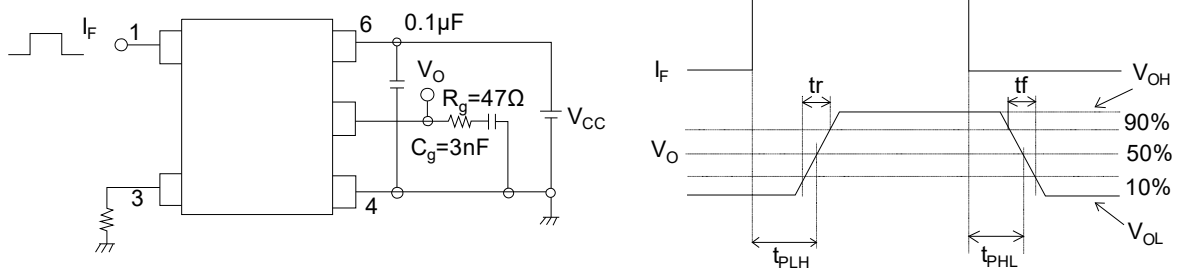 I_F
1
6
0.1μF
V_O
R_g=47Ω
C_g=3nF
V_CC
3
4
I_F
V_O
tr
tf
V_OH
90%
50%
10%
V_OL
t_PLH
t_PHL